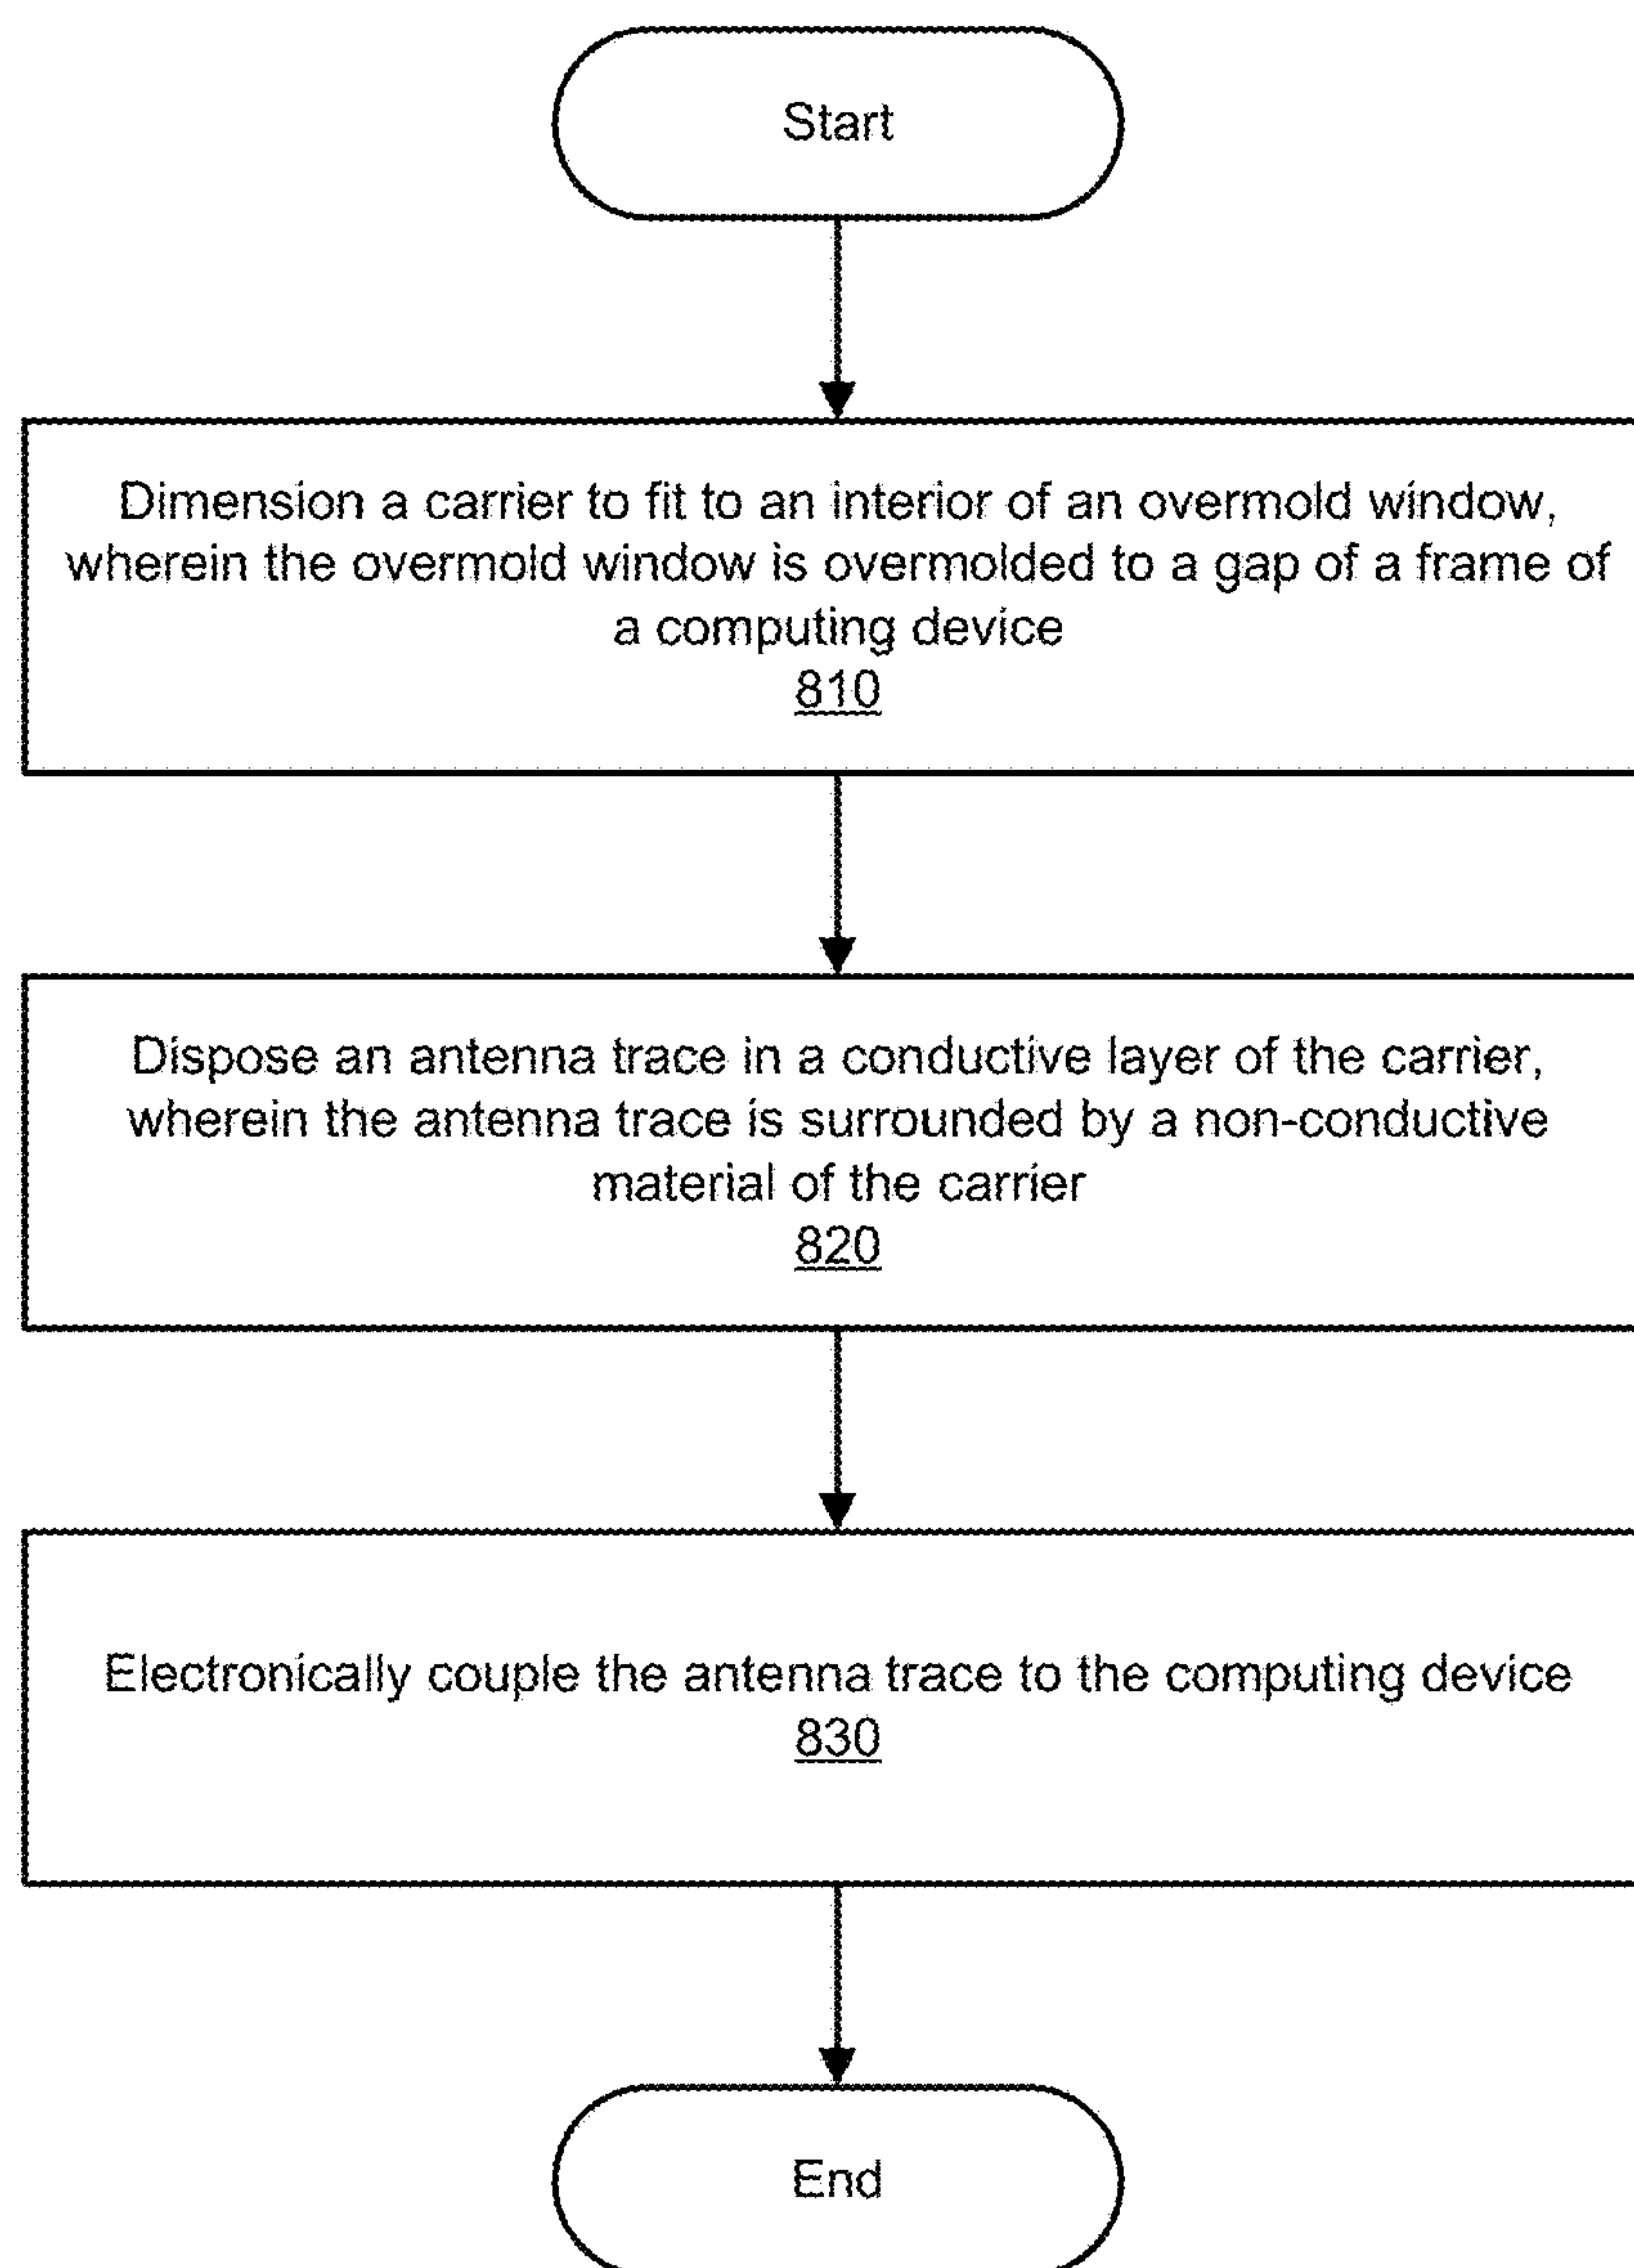 Start
Dimension a carrier to fit to an interior of an overmold window,
wherein the overmold window is overmolded to a gap of a frame of
a computing device
810
Dispose an antenna trace in a conductive layer of the carrier,
wherein the antenna trace is surrounded by a non-conductive
material of the carrier
820
Electronically couple the antenna trace to the computing device
830
End